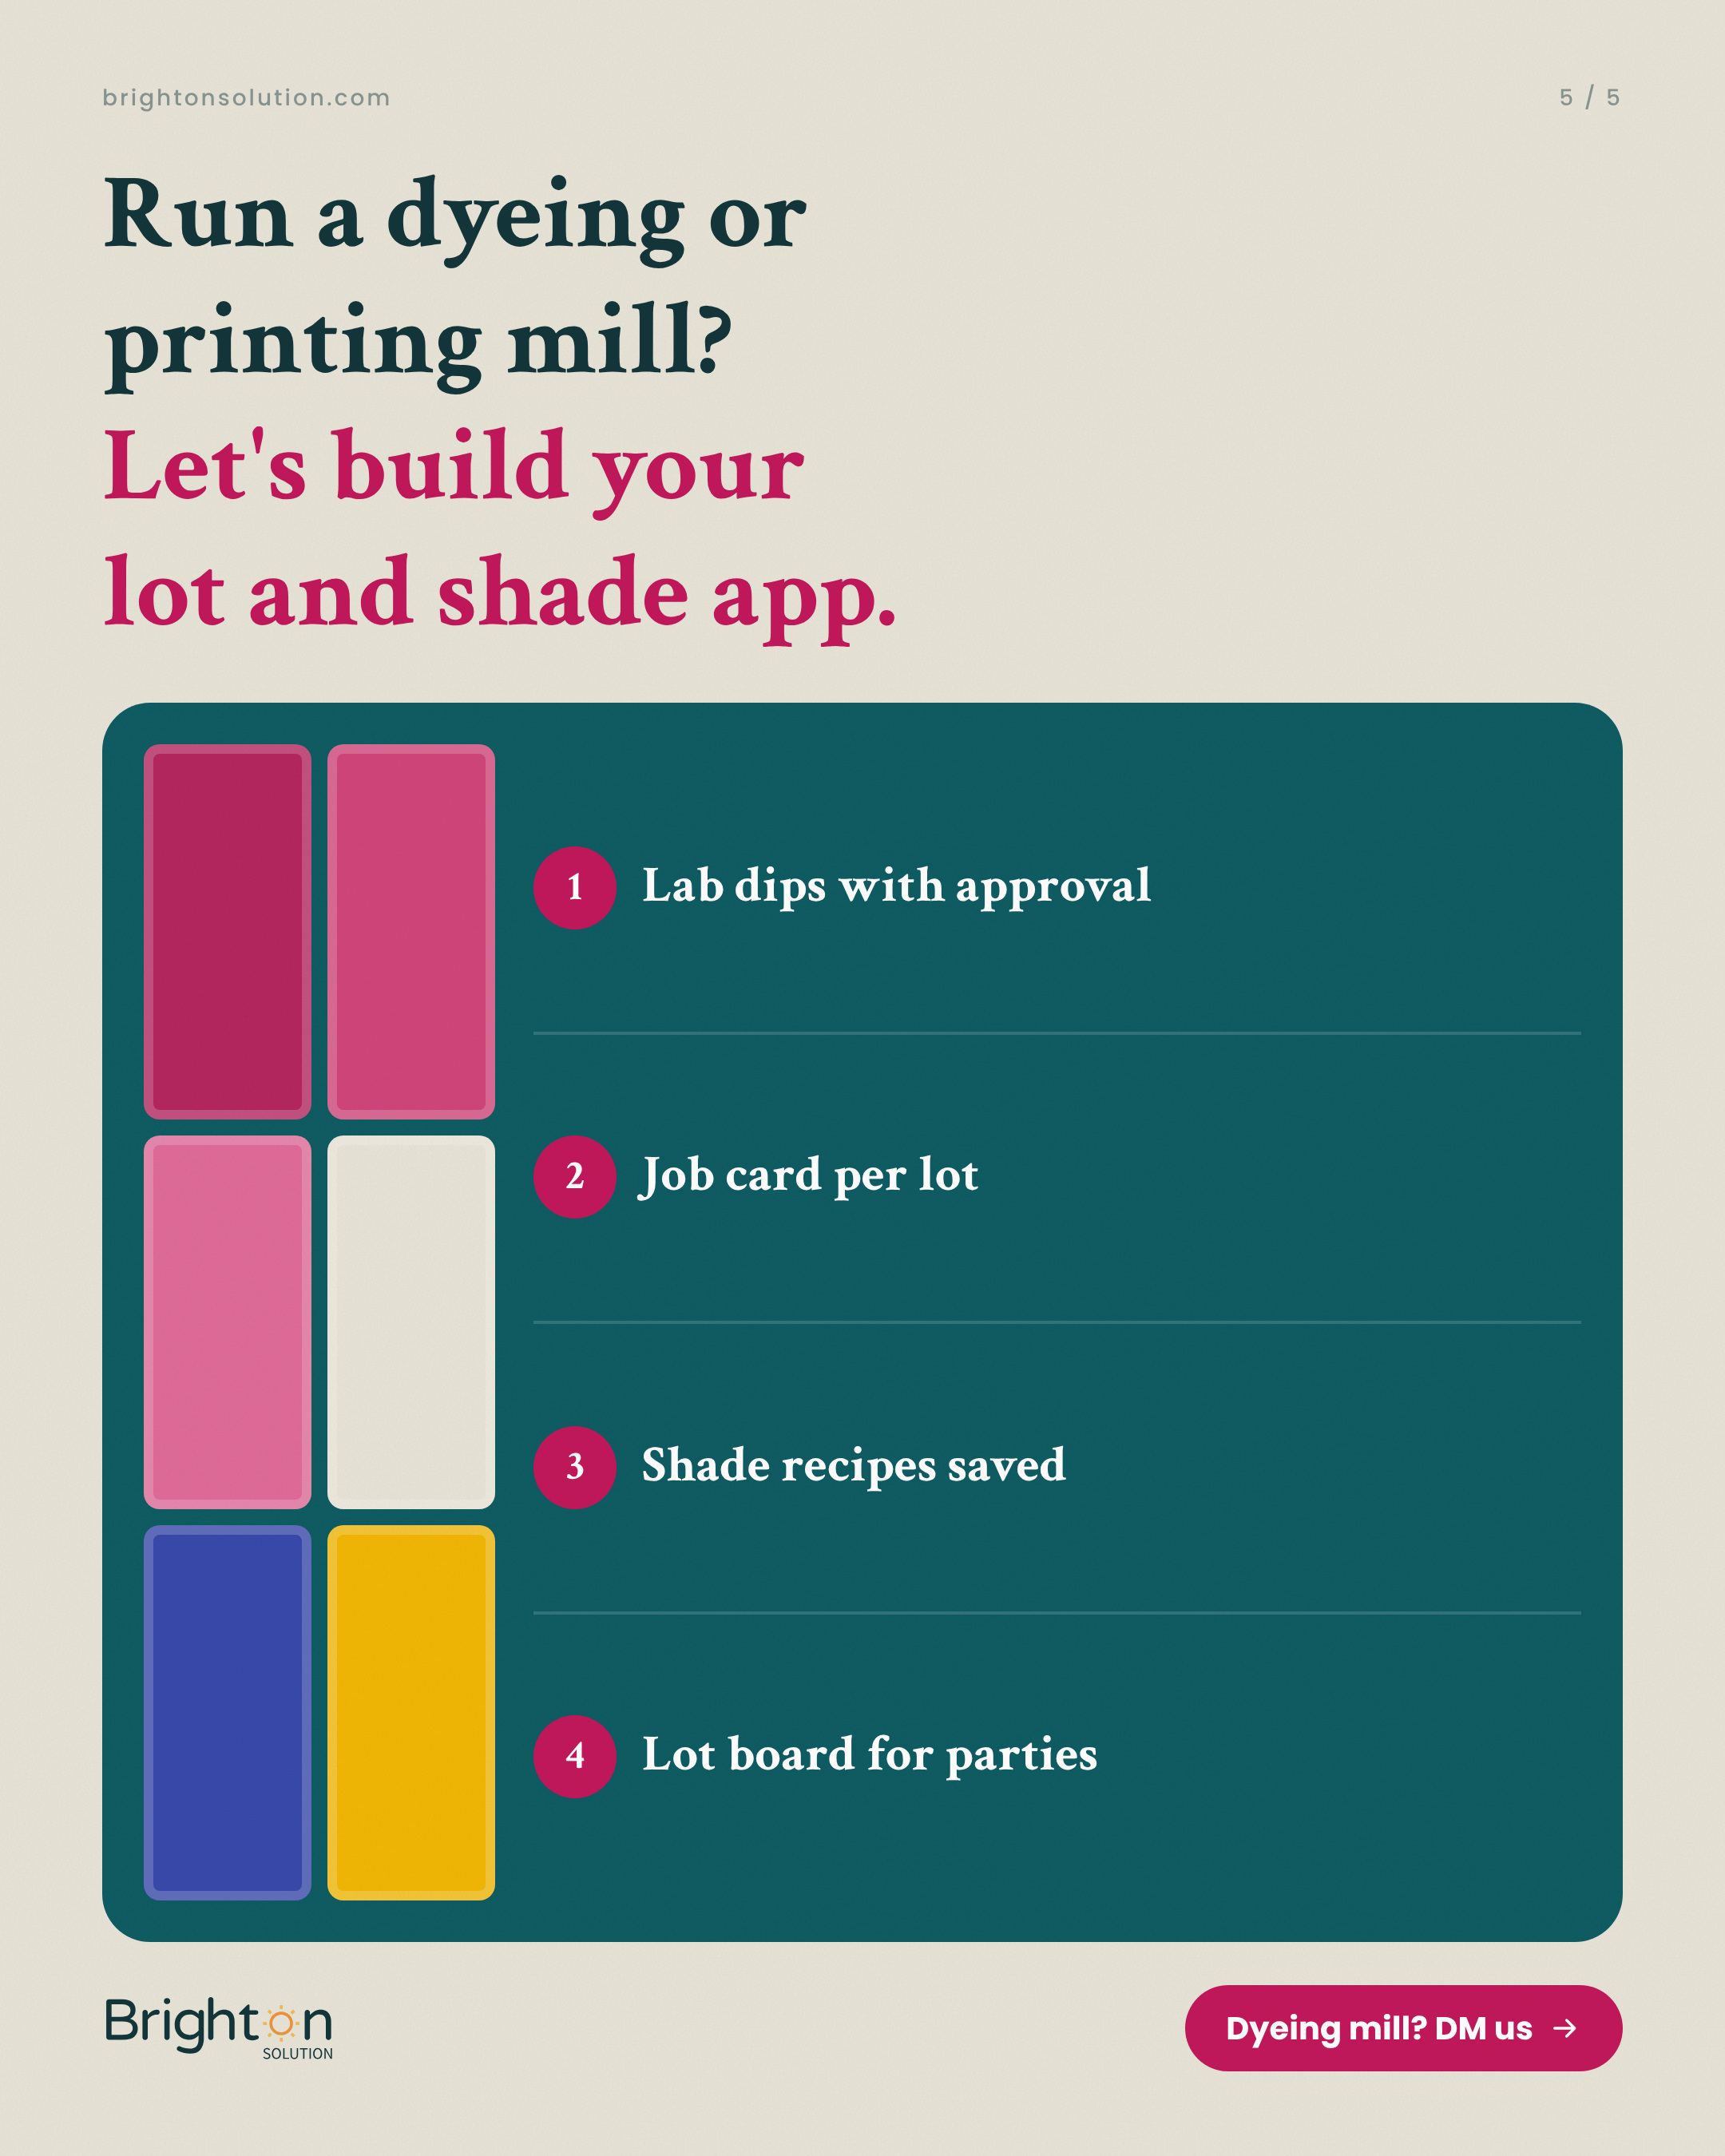 brightonsolution.com
5 / 5
Run a dyeing or
printing mill?
Let's build your
lot and shade app.
1 Lab dips with approval
2 Job card per lot
3 Shade recipes saved
4 Lot board for parties
Brighton
SOLUTION
Dyeing mill? DM us →